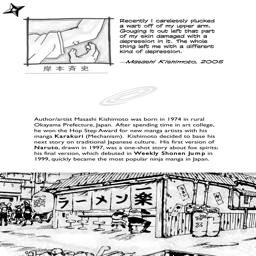 Recently I carelessly plucked
a wart off of my upper arm.
Gouging it out left that part
of my skin damaged with a
depression in it. The whole
thing left me with a different
kind of depression.
-Masashi Kishimoto, 2006
岸本斉史
Author/artist Masashi Kishimoto was born in 1974 in rural
Okayama Prefecture, Japan. After spending time in art college,
he won the Hop Step Award for new manga artists with his
manga Karakuri (Mechanism). Kishimoto decided to base his
next story on traditional Japanese culture. His first version of
Naruto, drawn in 1997, was a one-shot story about fox spirits;
his final version, which debuted in Weekly Shonen Jump in
1999, quickly became the most popular ninja manga in Japan.
ラーメン楽